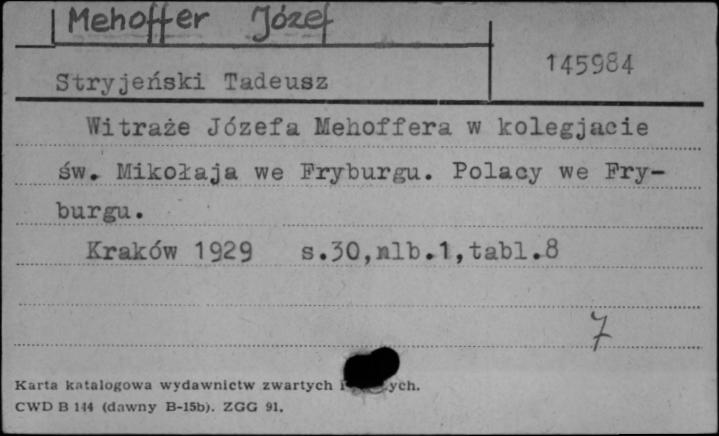 Mehoffer Józef
145984
Stryjeński Tadeusz
Witraże Józefa Mehoffera w kolegjacie
św. Mikołaja we Fryburgu. Polacy we Fry-
burgu.
Kraków 1929 s.30,nlb.1,tabl.8
7
Karta katalogowa wydawnictw zwartych
CWD B 144 (dawny B-15b). ZGG 91.